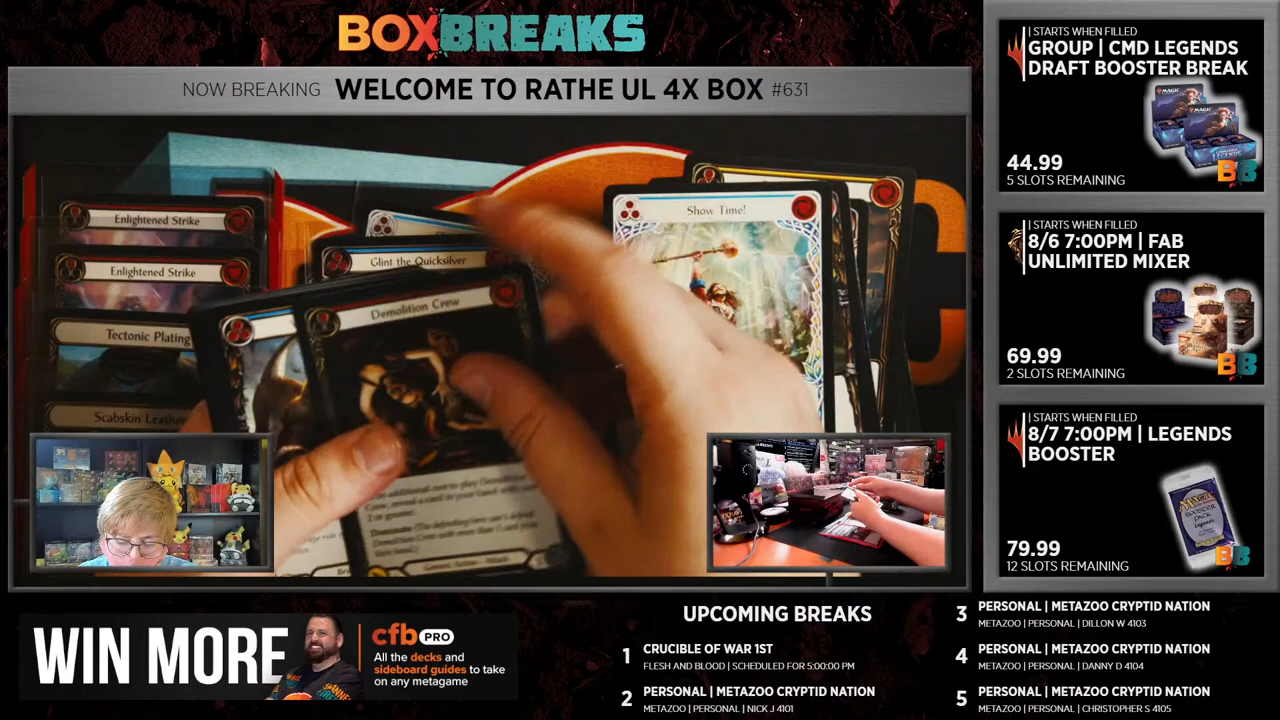 BOXBREAKS
NOW BREAKING WELCOME TO RATHE UL 4X BOX #631
Enlightened Strike
Enlightened Strike
Tectonic Plating
Scabskin Leather
Glint the Quicksilver
Demolition Crew
Show Time!
| STARTS WHEN FILLED
GROUP | CMD LEGENDS
DRAFT BOOSTER BREAK
44.99
5 SLOTS REMAINING
BB
| STARTS WHEN FILLED
8/6 7:00PM | FAB
UNLIMITED MIXER
69.99
2 SLOTS REMAINING
BB
| STARTS WHEN FILLED
8/7 7:00PM | LEGENDS
BOOSTER
MAGIC
BOOSTER
PACK
Legends
79.99
12 SLOTS REMAINING
BB
WIN MORE
cfb PRO
All the decks and
sideboard guides to take
on any metagame
UPCOMING BREAKS
1 CRUCIBLE OF WAR 1ST
FLESH AND BLOOD | SCHEDULED FOR 5:00:00 PM
2 PERSONAL | METAZOO CRYPTID NATION
METAZOO | PERSONAL | NICK J 4101
3 PERSONAL | METAZOO CRYPTID NATION
METAZOO | PERSONAL | DILLON W 4103
4 PERSONAL | METAZOO CRYPTID NATION
METAZOO | PERSONAL | DANNY D 4104
5 PERSONAL | METAZOO CRYPTID NATION
METAZOO | PERSONAL | CHRISTOPHER S 4105